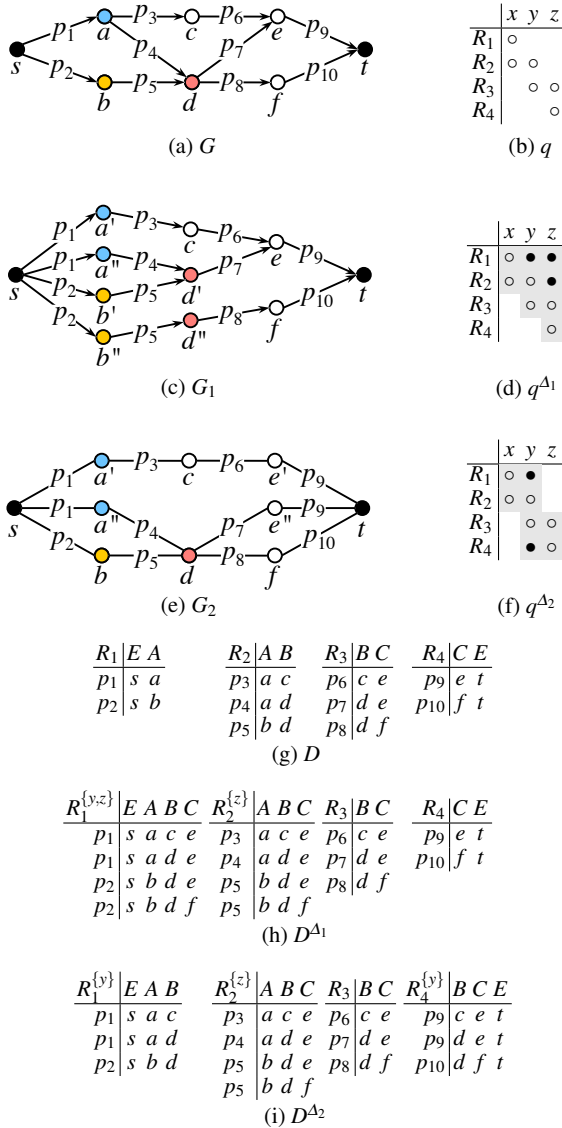 p1 a p3 c p6 e p9
s p4 p7 t
p2 b p5 d p8 f p10
(a) G
x y z
R1 ○
R2 ○ ○
R3 ○ ○
R4 ○
(b) q
p1 a' p3 c p6
p1 a'' p4 d' p7 e p9
s p2 b' p5 t
p2 b'' p5 d'' p8 f p10
(c) G1
x y z
R1 ○ ● ●
R2 ○ ○ ●
R3 ○ ○
R4 ○
(d) q^Δ1
p1 a' p3 c p6 e' p9
s p1 a'' p4 p7 e'' p9 t
p2 b p5 d p8 f p10
(e) G2
x y z
R1 ○ ●
R2 ○ ○
R3 ○ ○
R4 ● ○
(f) q^Δ2
R1 E A R2 A B R3 B C R4 C E
p1 s a p3 a c p6 c e p9 e t
p2 s b p4 a d p7 d e p10 f t
p5 b d p8 d f
(g) D
R1^{y,z} E A B C R2^{z} A B C R3 B C R4 C E
p1 s a c e p3 a c e p6 c e p9 e t
p1 s a d e p4 a d e p7 d e p10 f t
p2 s b d e p5 b d e p8 d f
p2 s b d f p5 b d f
(h) D^Δ1
R1^{y} E A B R2^{z} A B C R3 B C R4^{y} B C E
p1 s a c p3 a c e p6 c e p9 c e t
p1 s a d p4 a d e p7 d e p9 d e t
p2 s b d p5 b d e p8 d f p10 d f t
p5 b d f
(i) D^Δ2